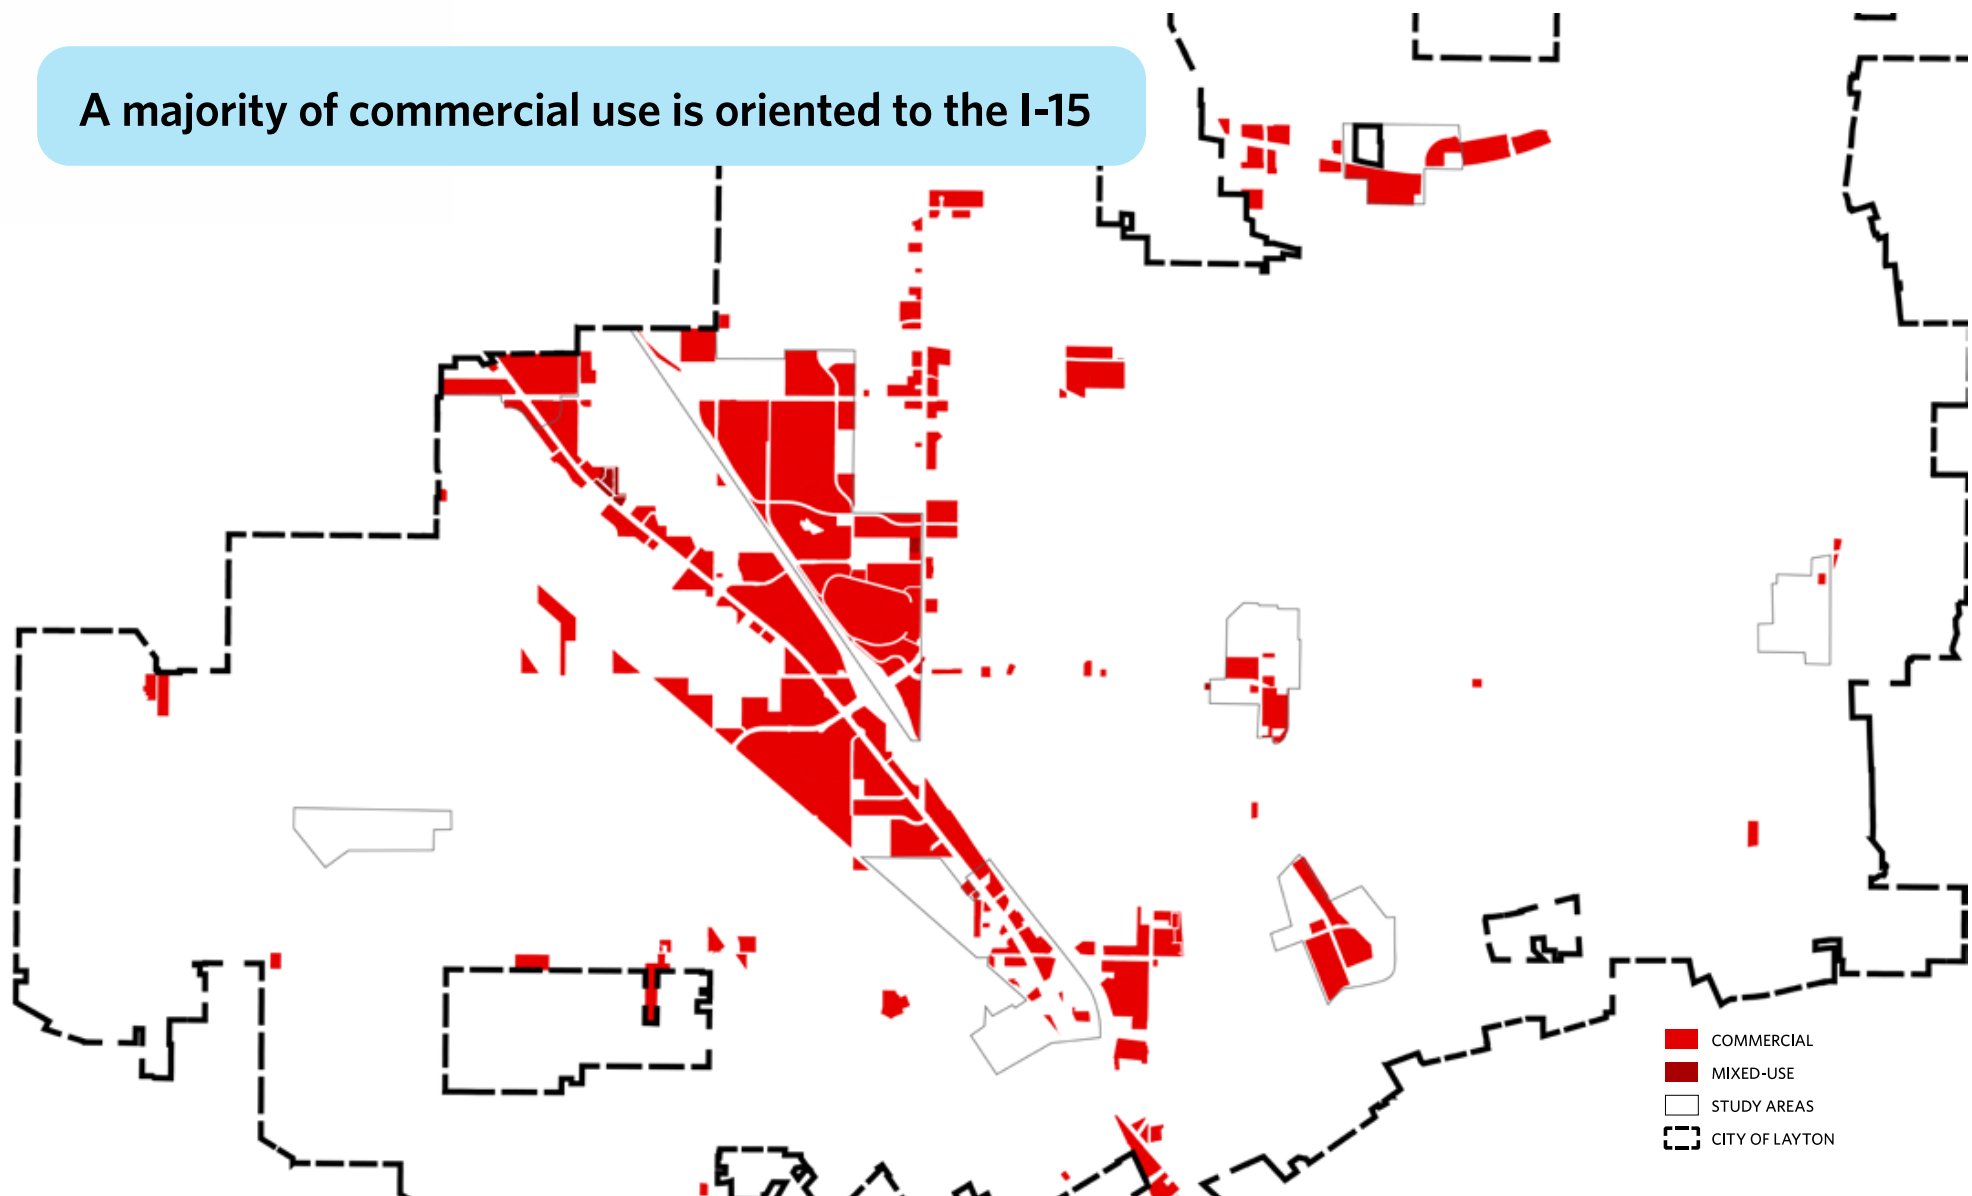 A majority of commercial use is oriented to the I-15
COMMERCIAL
MIXED-USE
STUDY AREAS
CITY OF LAYTON